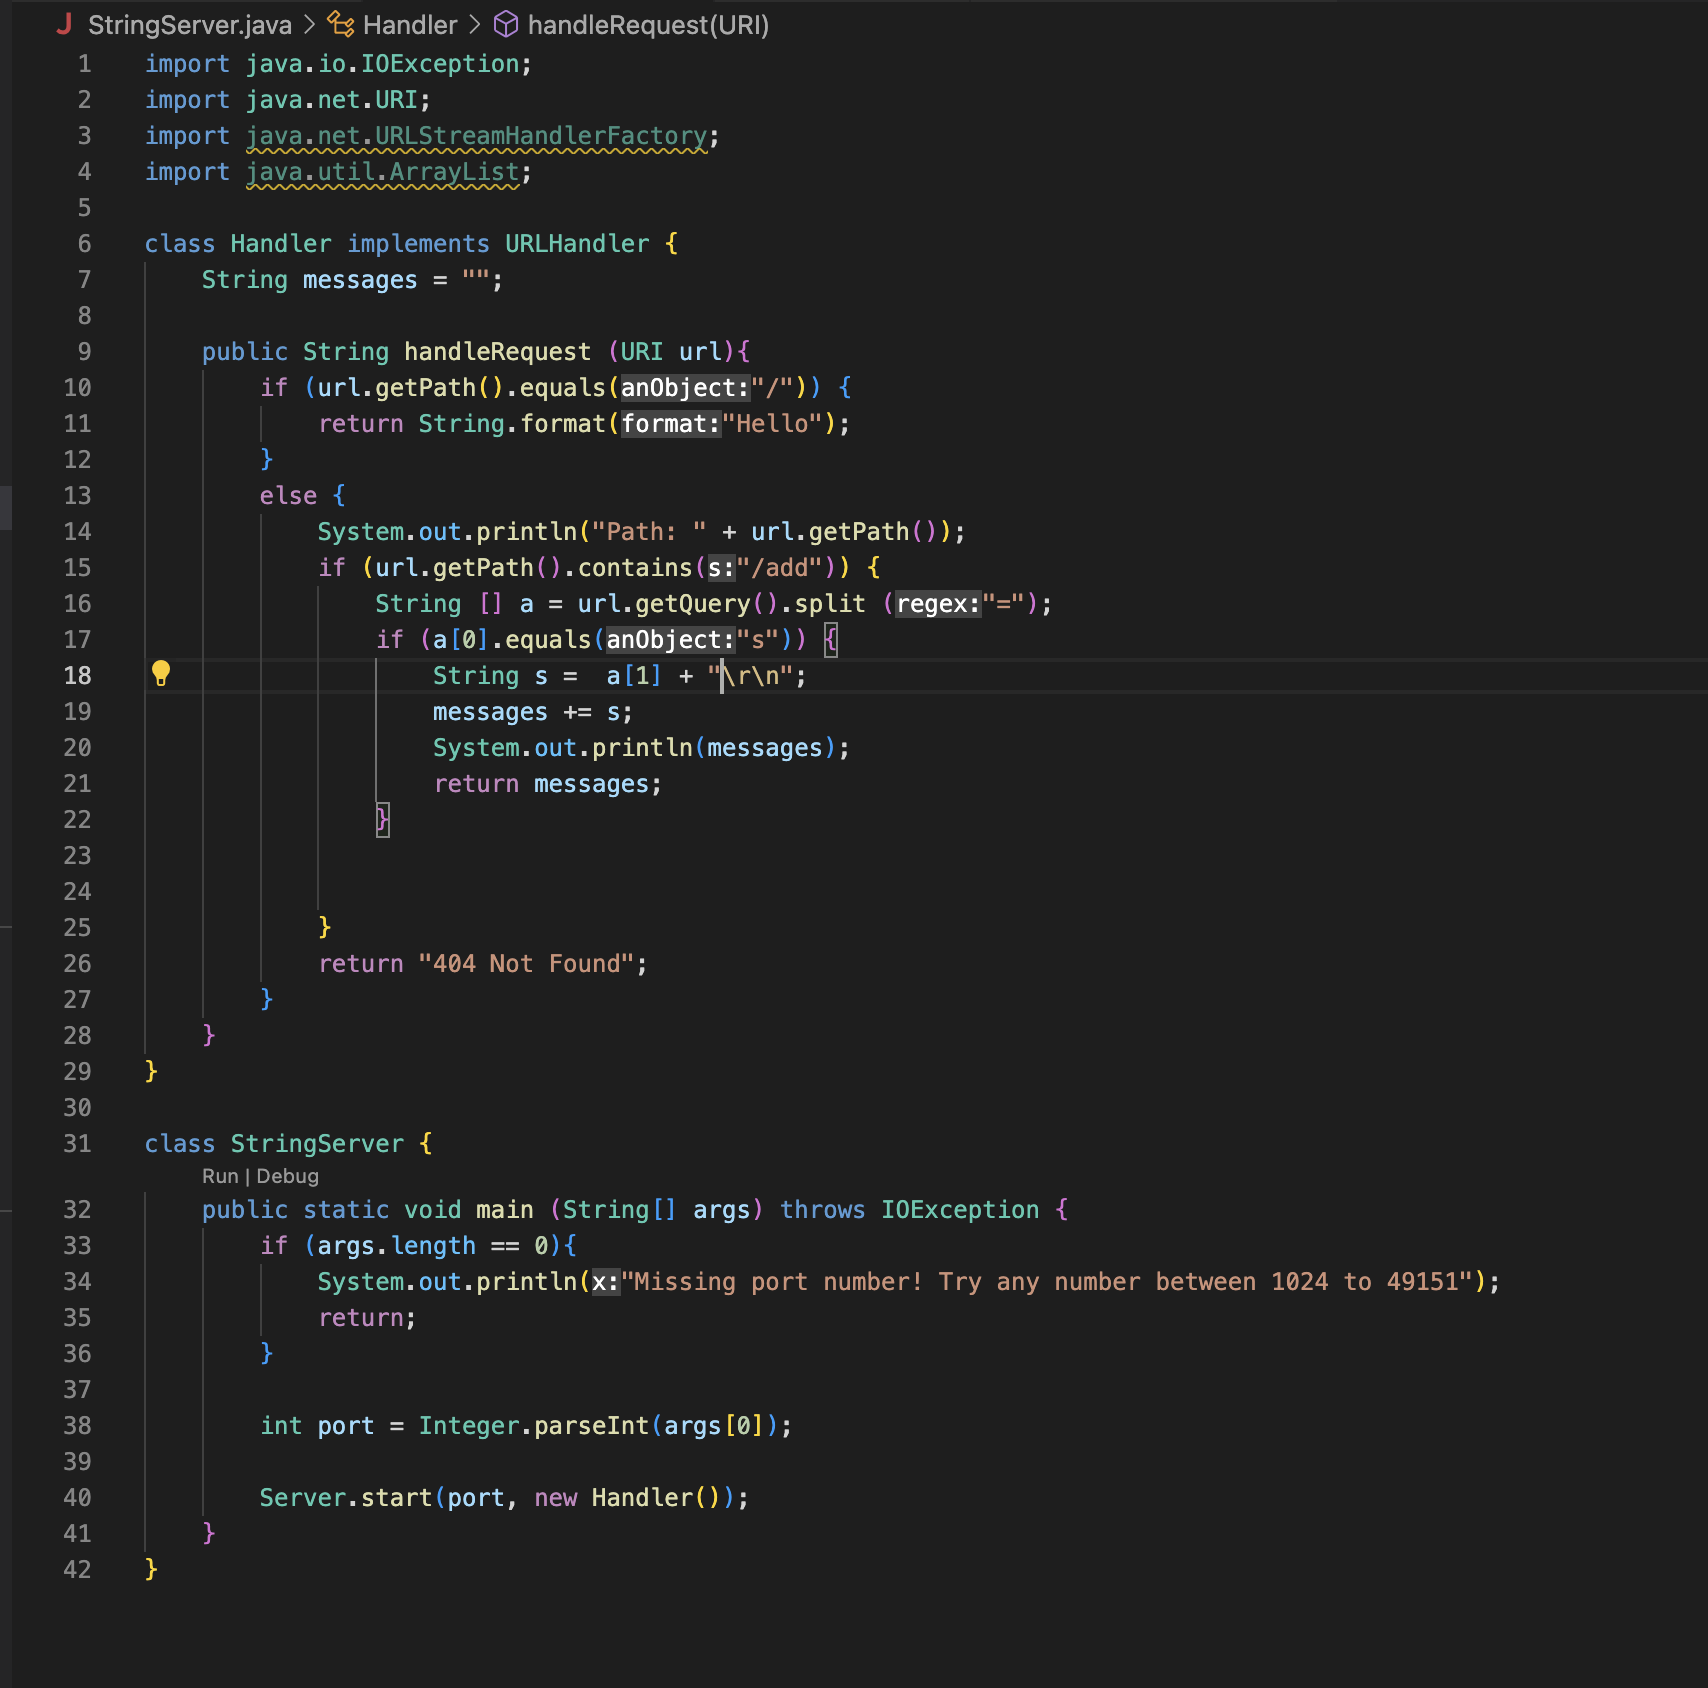 StringServer.java > Handler > handleRequest(URI)
1 import java.io.IOException;
2 import java.net.URI;
3 import java.net.URLStreamHandlerFactory;
4 import java.util.ArrayList;
5
6 class Handler implements URLHandler {
7     String messages = "";
8
9     public String handleRequest (URI url){
10         if (url.getPath().equals(anObject:"/")) {
11             return String.format(format:"Hello");
12         }
13         else {
14             System.out.println("Path: " + url.getPath());
15             if (url.getPath().contains(s:"/add")) {
16                 String [] a = url.getQuery().split (regex:"=");
17                 if (a[0].equals(anObject:"s")) {
18                     String s =  a[1] + "\r\n";
19                     messages += s;
20                     System.out.println(messages);
21                     return messages;
22                 }
23
24
25             }
26             return "404 Not Found";
27         }
28     }
29 }
30
31 class StringServer {
Run | Debug
32     public static void main (String[] args) throws IOException {
33         if (args.length == 0){
34             System.out.println(x:"Missing port number! Try any number between 1024 to 49151");
35             return;
36         }
37
38         int port = Integer.parseInt(args[0]);
39
40         Server.start(port, new Handler());
41     }
42 }